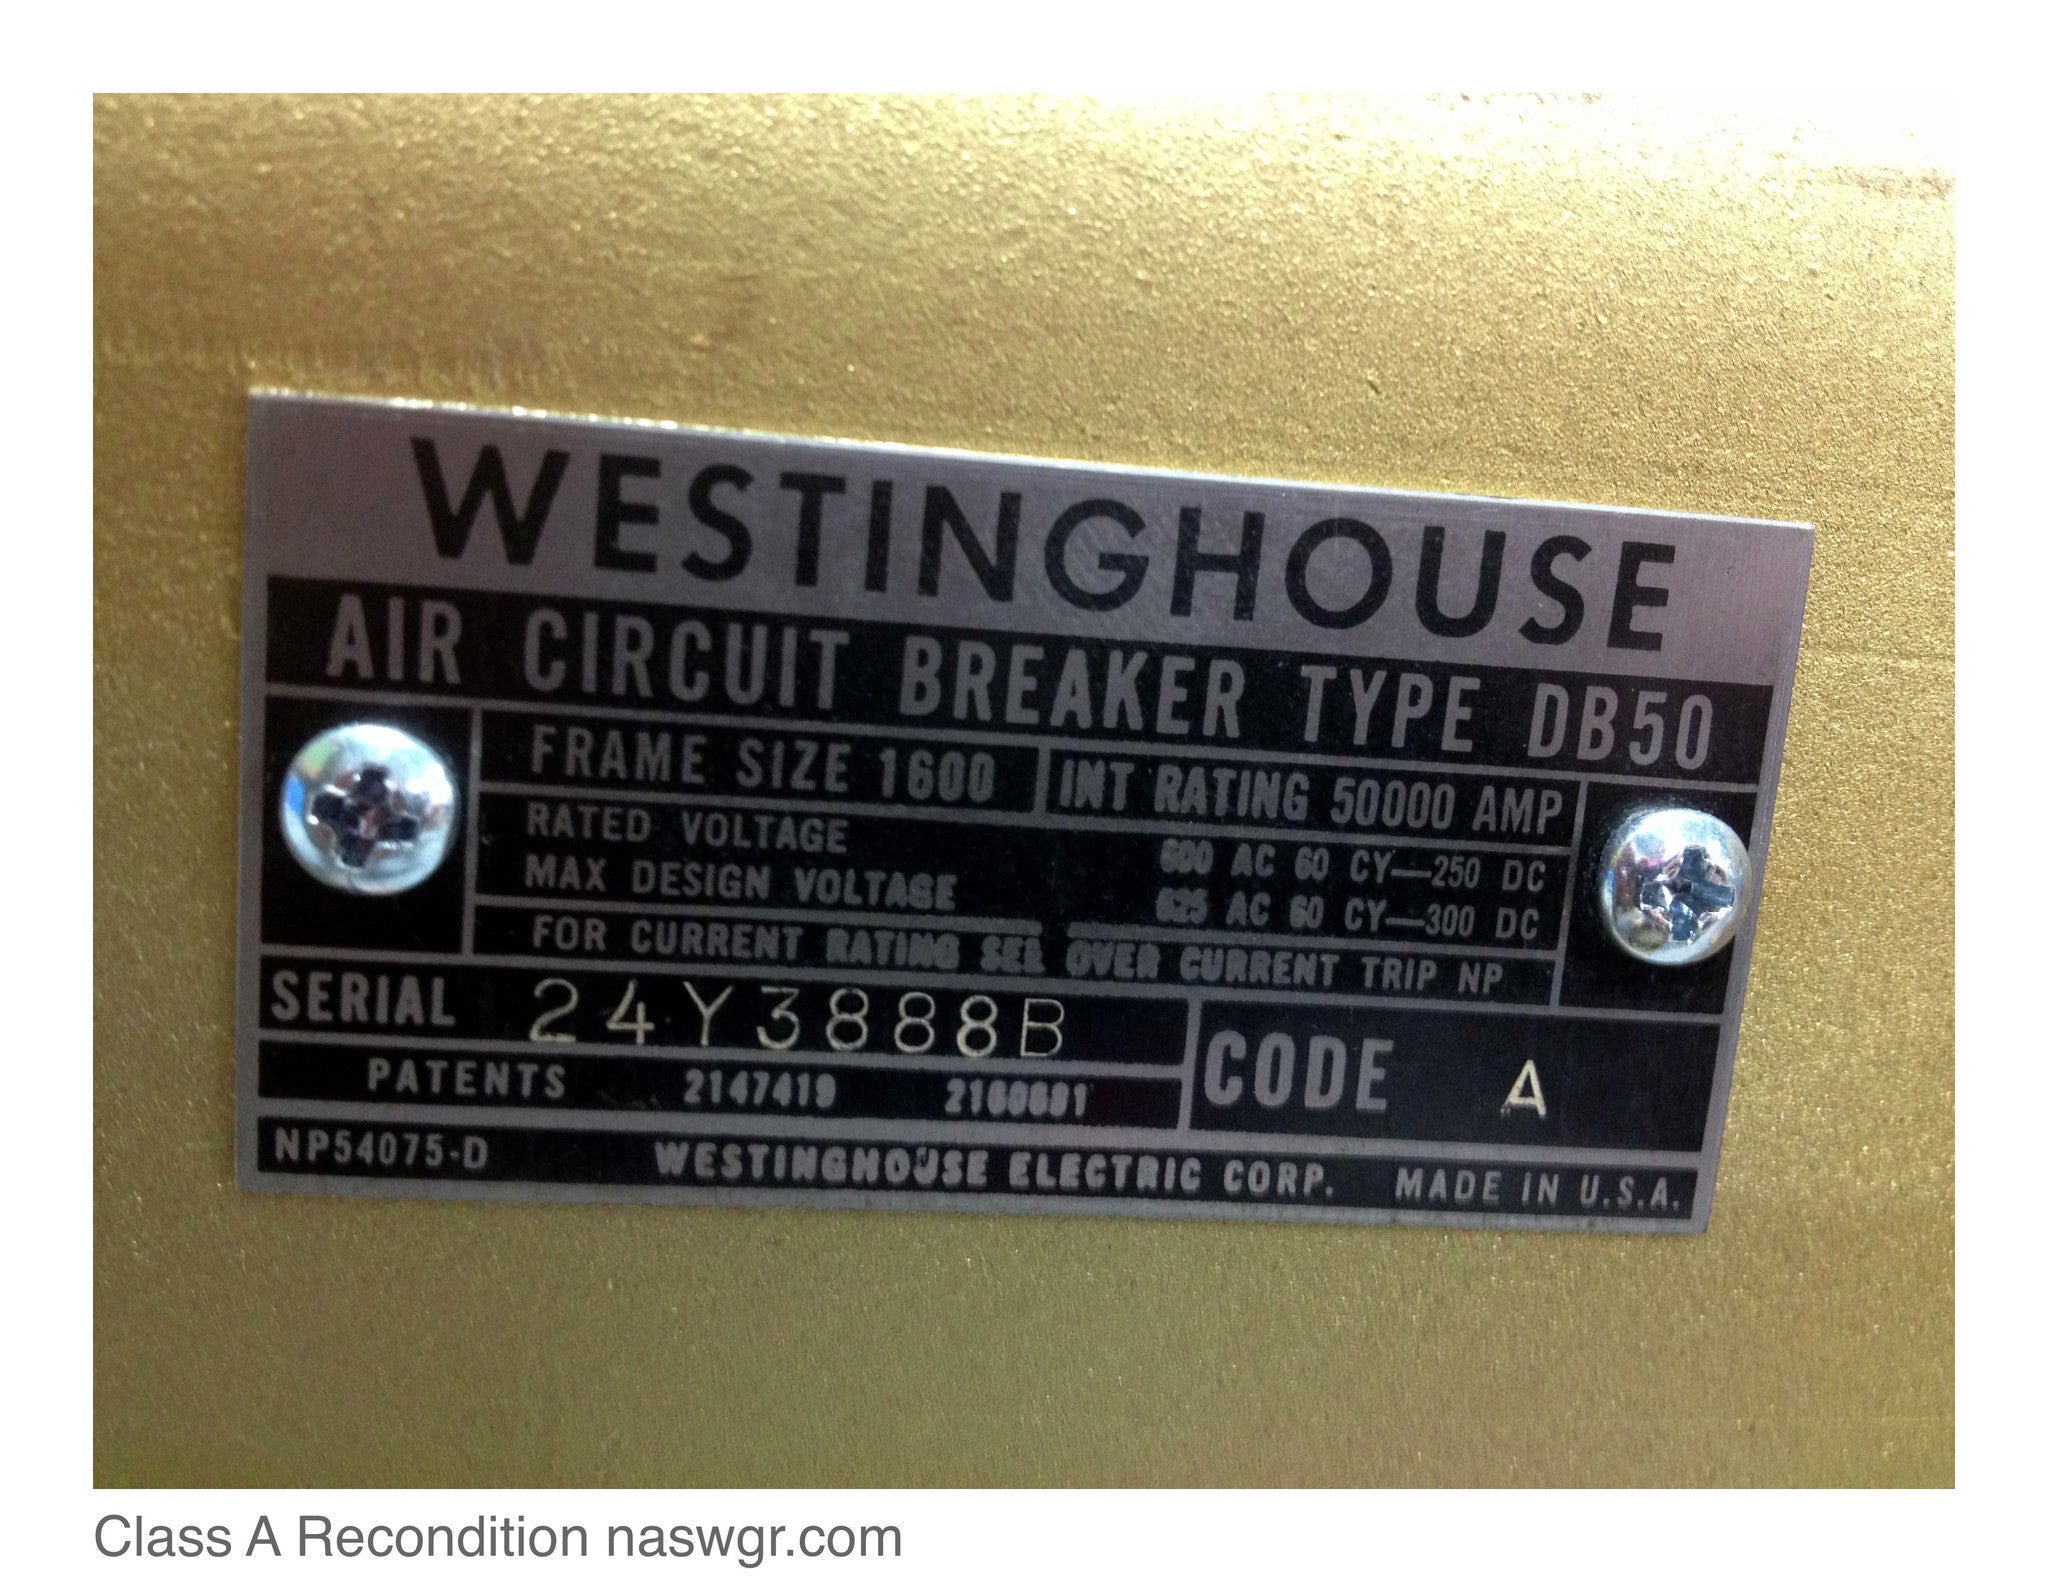 WESTINGHOUSE
AIR CIRCUIT BREAKER TYPE DB50
FRAME SIZE 1600 INT RATING 50000 AMP
RATED VOLTAGE 600 AC 60 CY—250 DC
MAX DESIGN VOLTAGE 625 AC 60 CY—300 DC
FOR CURRENT RATING SEE OVER CURRENT TRIP NP
SERIAL 24Y3888B
CODE A
PATENTS 2147419
NP54075-D WESTINGHOUSE ELECTRIC CORP. MADE IN U.S.A.
Class A Recondition naswgr.com